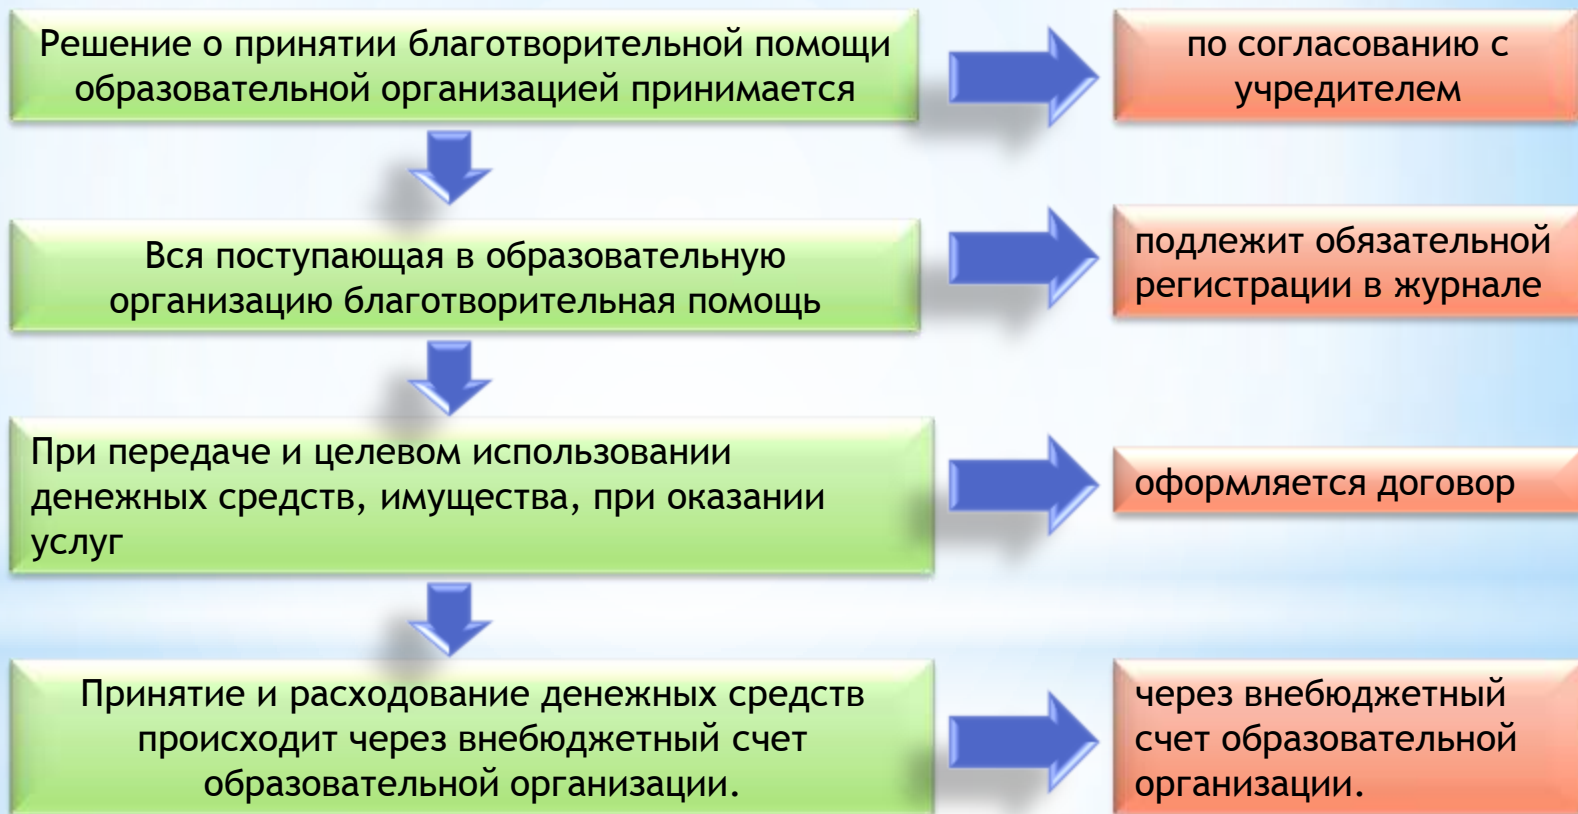 Решение о принятии благотворительной помощи
образовательной организацией принимается
по согласованию с
учредителем
Вся поступающая в образовательную
организацию благотворительная помощь
подлежит обязательной
регистрации в журнале
При передаче и целевом использовании
денежных средств, имущества, при оказании
услуг
оформляется договор
Принятие и расходование денежных средств
происходит через внебюджетный счет
образовательной организации.
через внебюджетный
счет образовательной
организации.